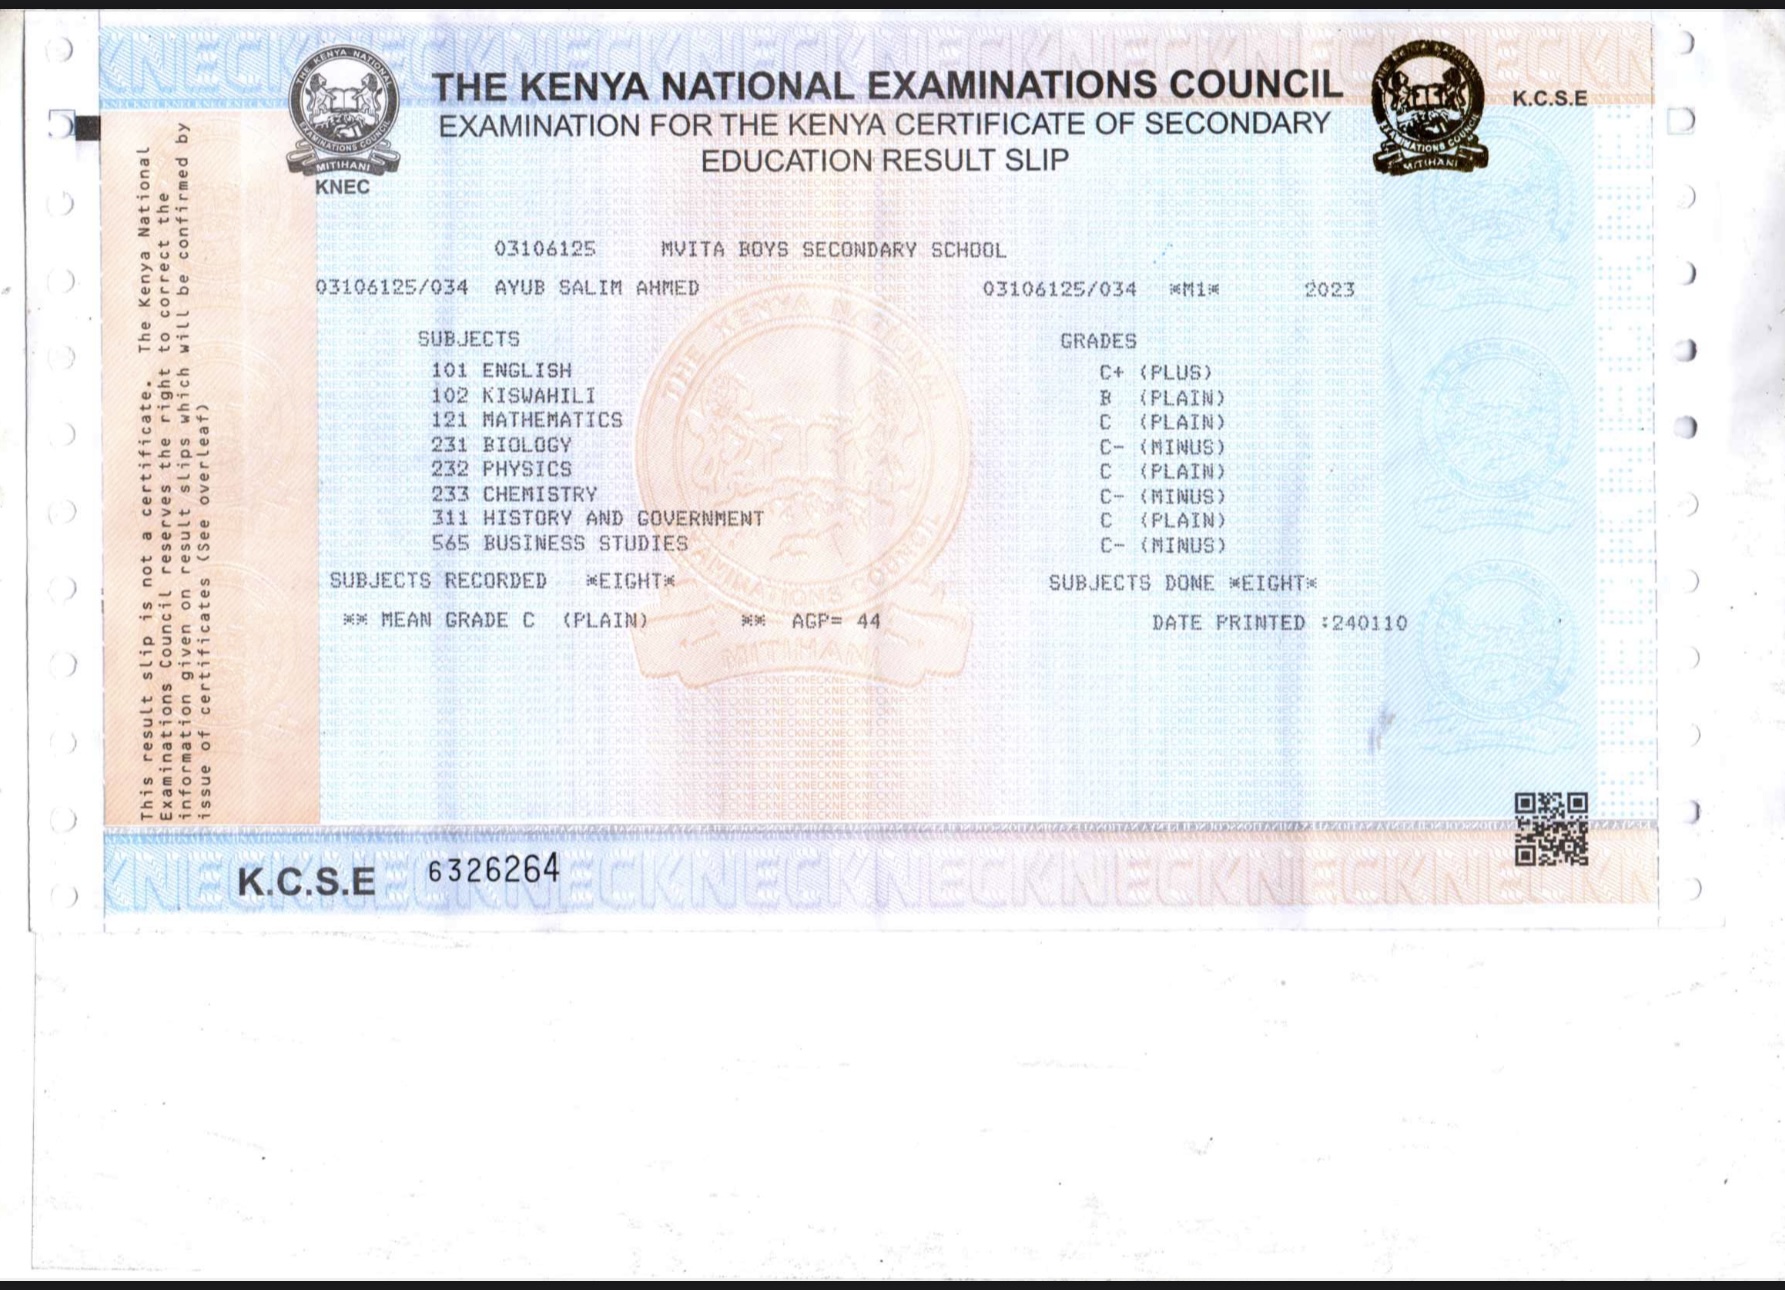 THE KENYA NATIONAL EXAMINATIONS COUNCIL
EXAMINATION FOR THE KENYA CERTIFICATE OF SECONDARY
EDUCATION RESULT SLIP
MITIHANI
KNEC
MITIHANI
K.C.S.E
This result slip is not a certificate. The Kenya National
Examinations Council reserves the right to correct the
information given on result slips which will be confirmed by
issue of certificates (See overleaf)
03106125 MVITA BOYS SECONDARY SCHOOL
03106125/034 AYUB SALIM AHMED 03106125/034 *M1* 2023
SUBJECTS GRADES
101 ENGLISH C+ (PLUS)
102 KISWAHILI B (PLAIN)
121 MATHEMATICS C (PLAIN)
231 BIOLOGY C- (MINUS)
232 PHYSICS C (PLAIN)
233 CHEMISTRY C- (MINUS)
311 HISTORY AND GOVERNMENT C (PLAIN)
565 BUSINESS STUDIES C- (MINUS)
SUBJECTS RECORDED *EIGHT* SUBJECTS DONE *EIGHT*
** MEAN GRADE C (PLAIN) ** AGP= 44 DATE PRINTED :240110
K.C.S.E 6326264